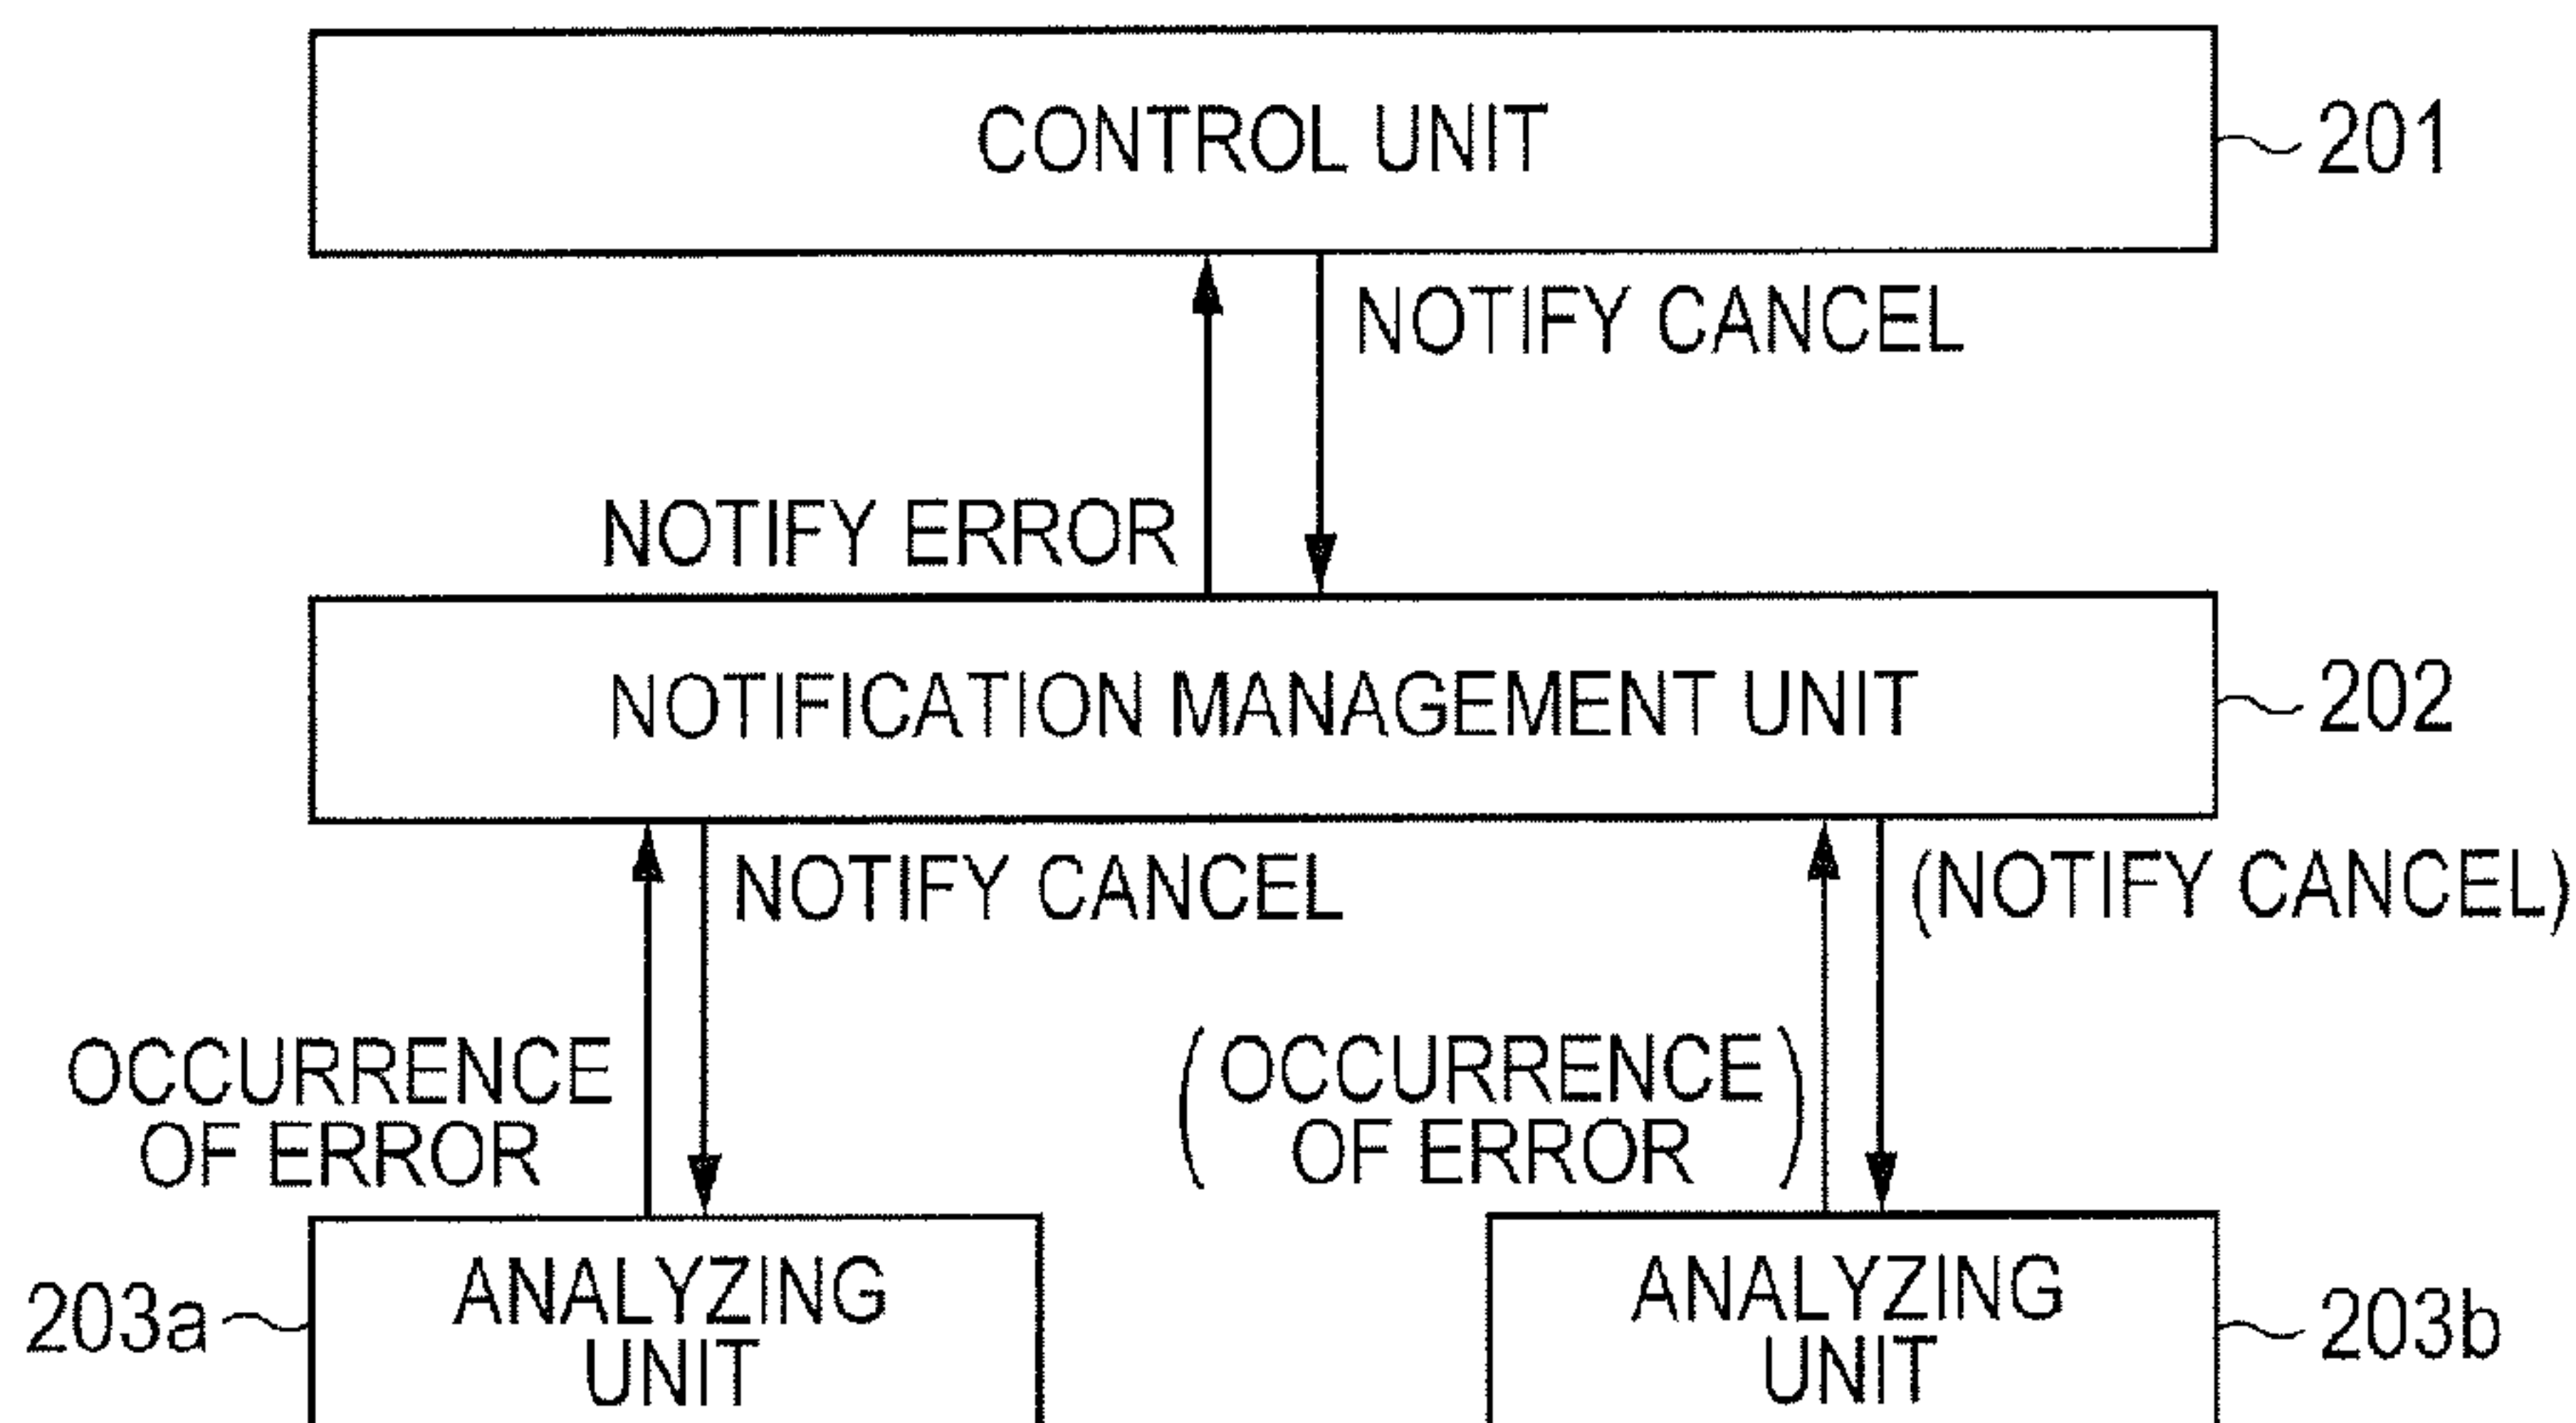 CONTROL UNIT
201
NOTIFY CANCEL
NOTIFY ERROR
NOTIFICATION MANAGEMENT UNIT
202
NOTIFY CANCEL
(NOTIFY CANCEL)
OCCURRENCE
OF ERROR
(OCCURRENCE
OF ERROR)
203a
ANALYZING
UNIT
ANALYZING
UNIT
203b